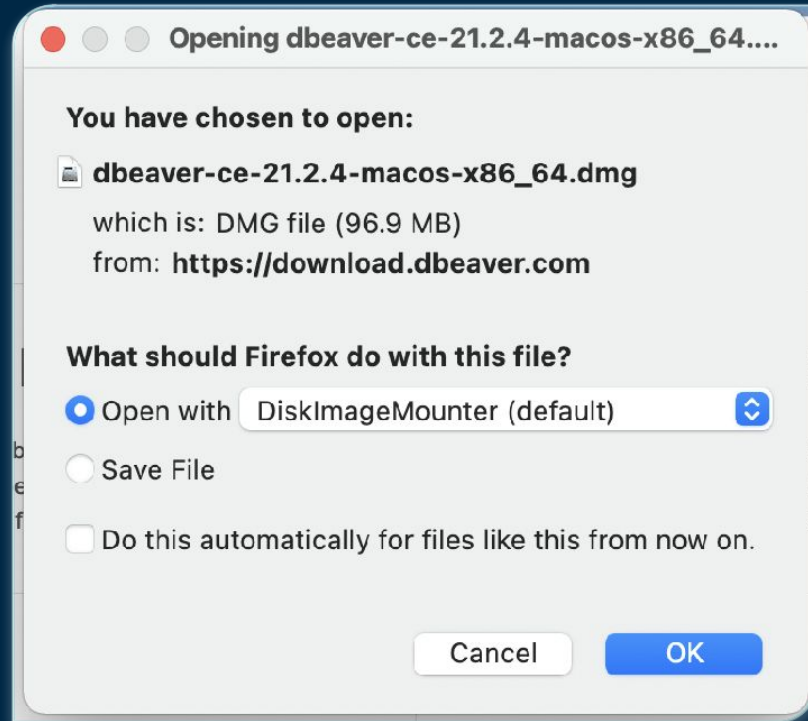 Opening dbeaver-ce-21.2.4-macos-x86_64....
You have chosen to open:
dbeaver-ce-21.2.4-macos-x86_64.dmg
which is: DMG file (96.9 MB)
from: https://download.dbeaver.com
What should Firefox do with this file?
Open with DiskImageMounter (default)
Save File
Do this automatically for files like this from now on.
Cancel OK